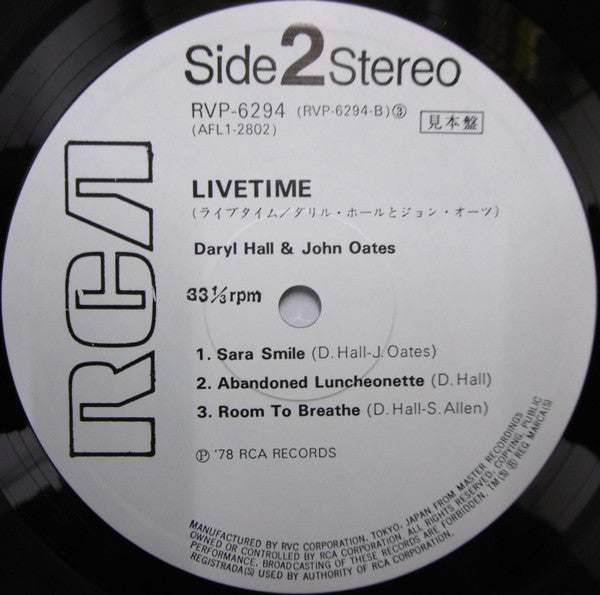 Side 2 Stereo
RVP-6294 (RVP-6294-B)③
(AFL1-2802)
見本盤
RCA
LIVETIME
(ライブタイム/ダリル・ホールとジョン・オーツ)
Daryl Hall & John Oates
33⅓rpm
1. Sara Smile (D. Hall-J. Oates)
2. Abandoned Luncheonette (D. Hall)
3. Room To Breathe (D. Hall-S. Allen)
Ⓟ '78 RCA RECORDS
MANUFACTURED BY RVC CORPORATION, TOKYO, JAPAN FROM MASTER RECORDINGS
OWNED OR CONTROLLED BY RCA CORPORATION. ALL RIGHTS RESERVED. COPYING, PUBLIC
PERFORMANCE, BROADCASTING OF THESE RECORDS ARE FORBIDDEN. TM(S) ® REG MARCA(S)
REGISTRADA(S) USED BY AUTHORITY OF RCA CORPORATION.